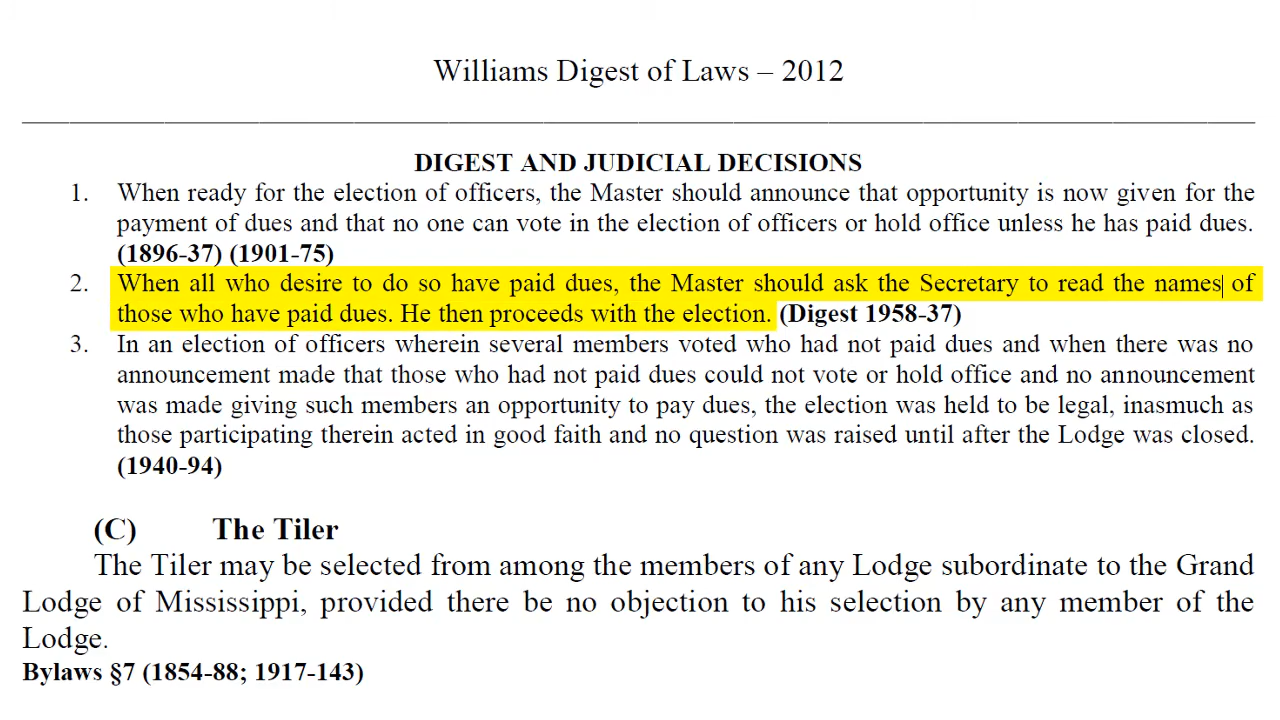 Williams Digest of Laws – 2012
DIGEST AND JUDICIAL DECISIONS
1. When ready for the election of officers, the Master should announce that opportunity is now given for the
payment of dues and that no one can vote in the election of officers or hold office unless he has paid dues.
(1896-37) (1901-75)
2. When all who desire to do so have paid dues, the Master should ask the Secretary to read the names of
those who have paid dues. He then proceeds with the election. (Digest 1958-37)
3. In an election of officers wherein several members voted who had not paid dues and when there was no
announcement made that those who had not paid dues could not vote or hold office and no announcement
was made giving such members an opportunity to pay dues, the election was held to be legal, inasmuch as
those participating therein acted in good faith and no question was raised until after the Lodge was closed.
(1940-94)
(C) The Tiler
The Tiler may be selected from among the members of any Lodge subordinate to the Grand
Lodge of Mississippi, provided there be no objection to his selection by any member of the
Lodge.
Bylaws §7 (1854-88; 1917-143)